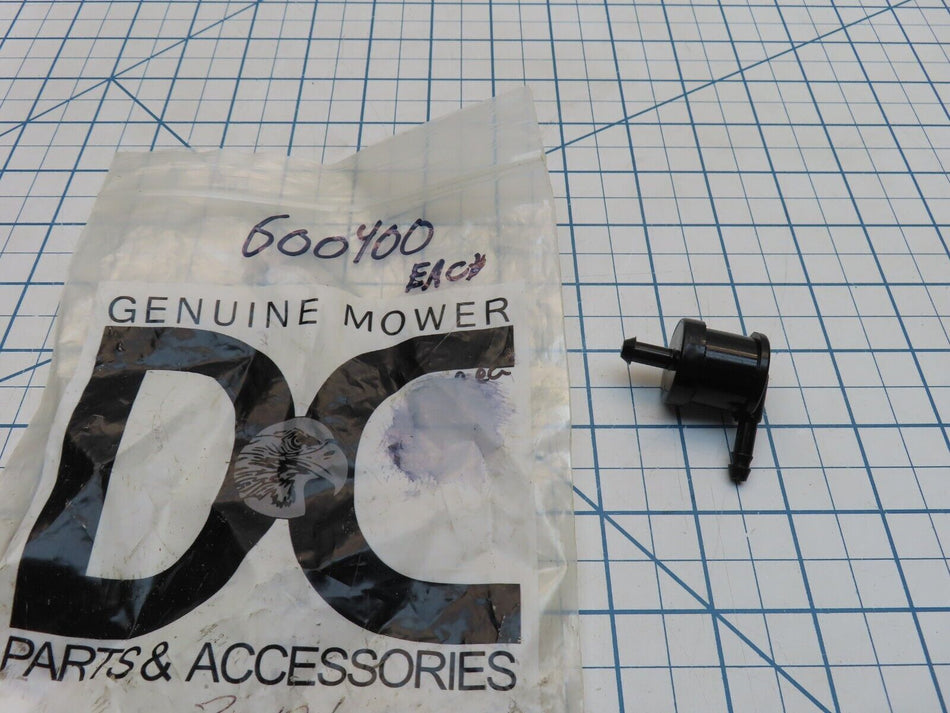 600400
EACH
GENUINE MOWER
DC
PARTS & ACCESSORIES